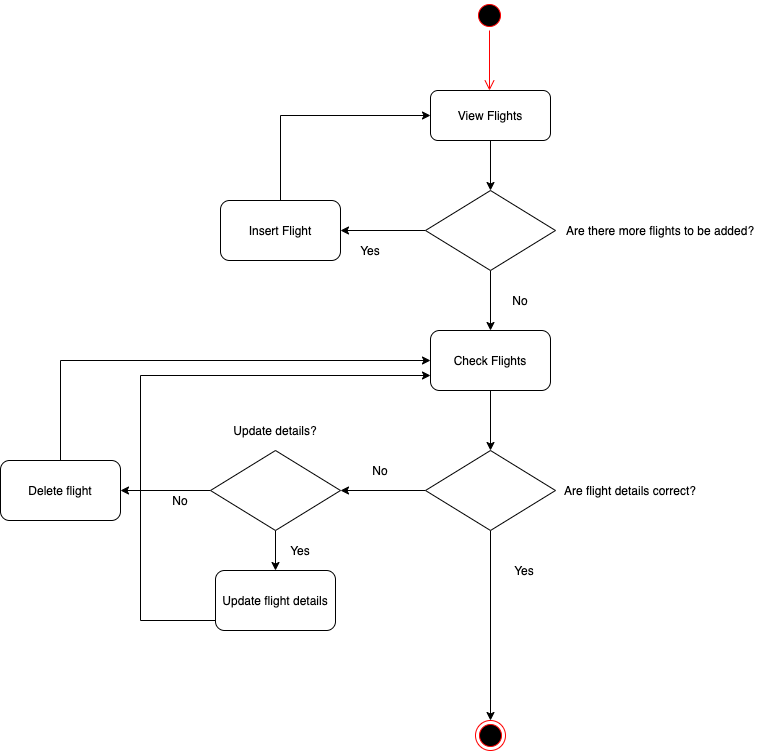 View Flights
Insert Flight
Are there more flights to be added?
Yes
No
Check Flights
Update details?
No
Delete flight
No
Are flight details correct?
Yes
Yes
Update flight details